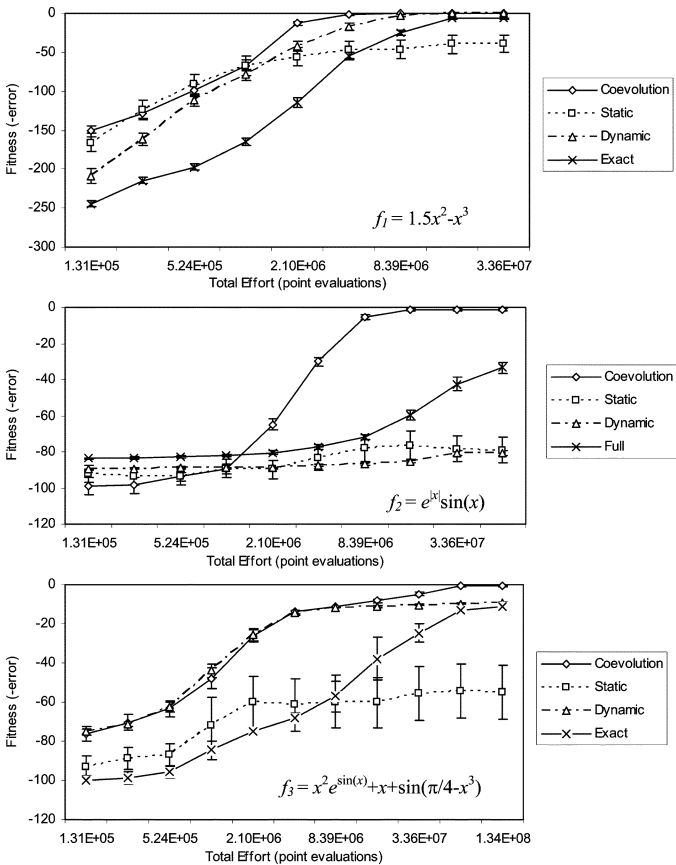 0
-50
-100
-150
-200
-250
-300
Fitness (-error)
1.31E+05 5.24E+05 2.10E+06 8.39E+06 3.36E+07
Total Effort (point evaluations)
f1 = 1.5x²-x³
Coevolution
Static
Dynamic
Exact
0
-20
-40
-60
-80
-100
-120
Fitness (-error)
1.31E+05 5.24E+05 2.10E+06 8.39E+06 3.36E+07
Total Effort (point evaluations)
f2 = e^|x|sin(x)
Coevolution
Static
Dynamic
Full
0
-20
-40
-60
-80
-100
-120
Fitness (-error)
1.31E+05 5.24E+05 2.10E+06 8.39E+06 3.36E+07 1.34E+08
Total Effort (point evaluations)
f3 = x²e^sin(x)+x+sin(π/4-x³)
Coevolution
Static
Dynamic
Exact